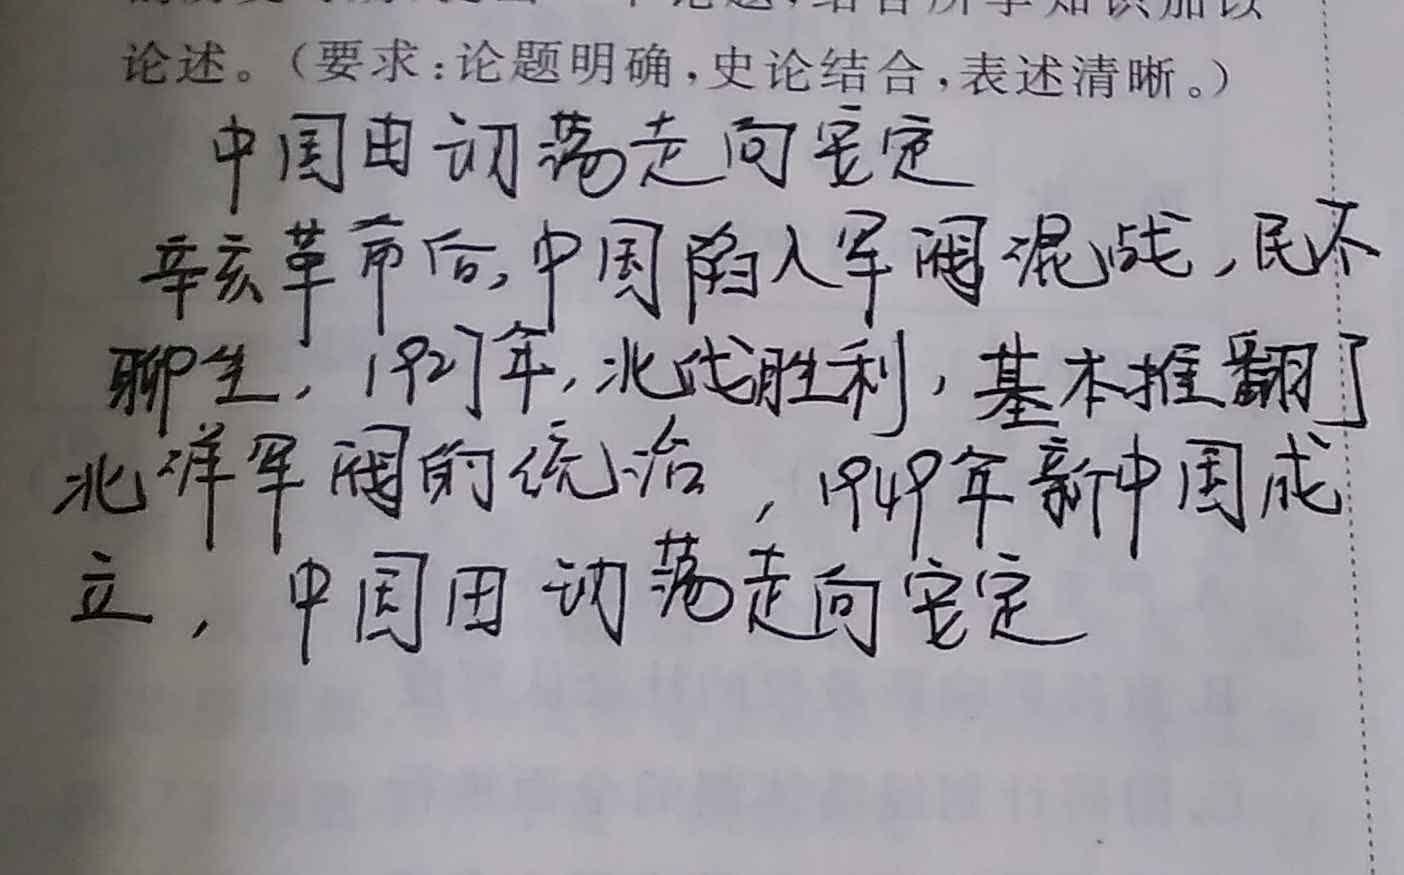 论题,结合所学知识加以
论述。(要求:论题明确,史论结合,表述清晰。)
中国由动荡走向安定
辛亥革命后,中国陷入军阀混战,民不
聊生,1927年,北伐胜利,基本推翻了
北洋军阀的统治,1949年新中国成
立,中国由动荡走向安定